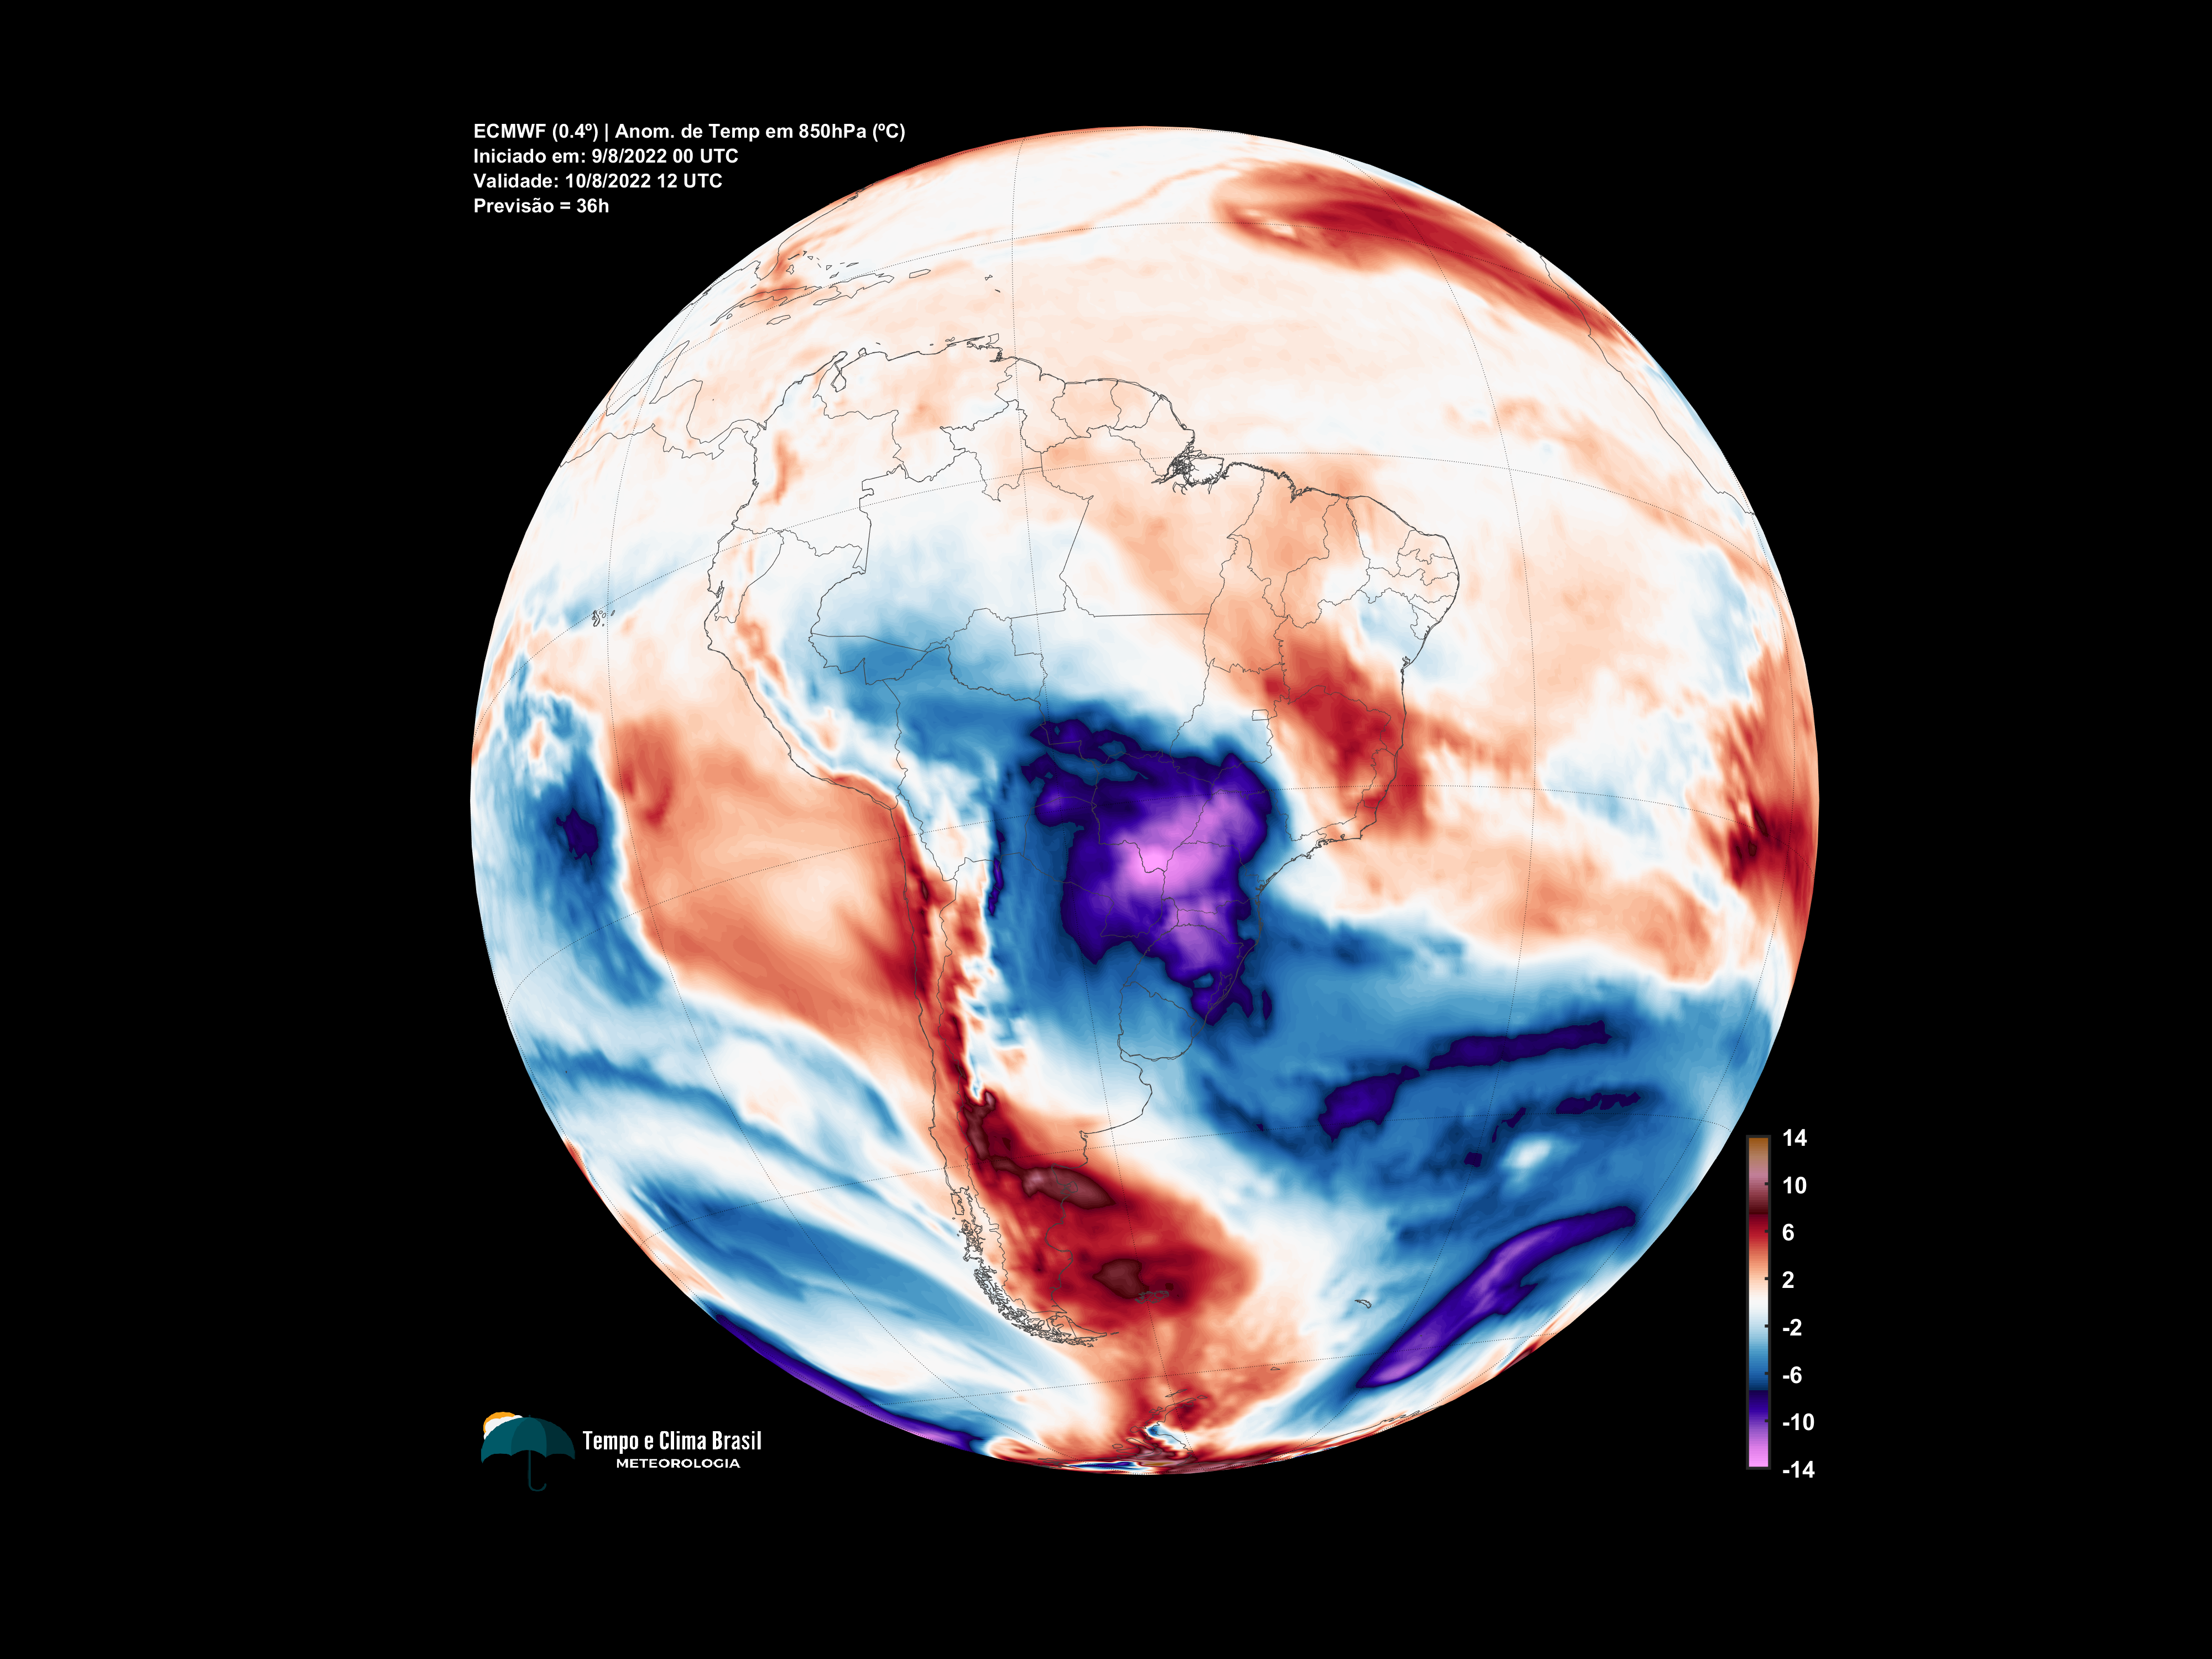 ECMWF (0.4º) | Anom. de Temp em 850hPa (ºC)
Iniciado em: 9/8/2022 00 UTC
Validade: 10/8/2022 12 UTC
Previsão = 36h
14
10
6
2
-2
-6
-10
-14
Tempo e Clima Brasil
METEOROLOGIA